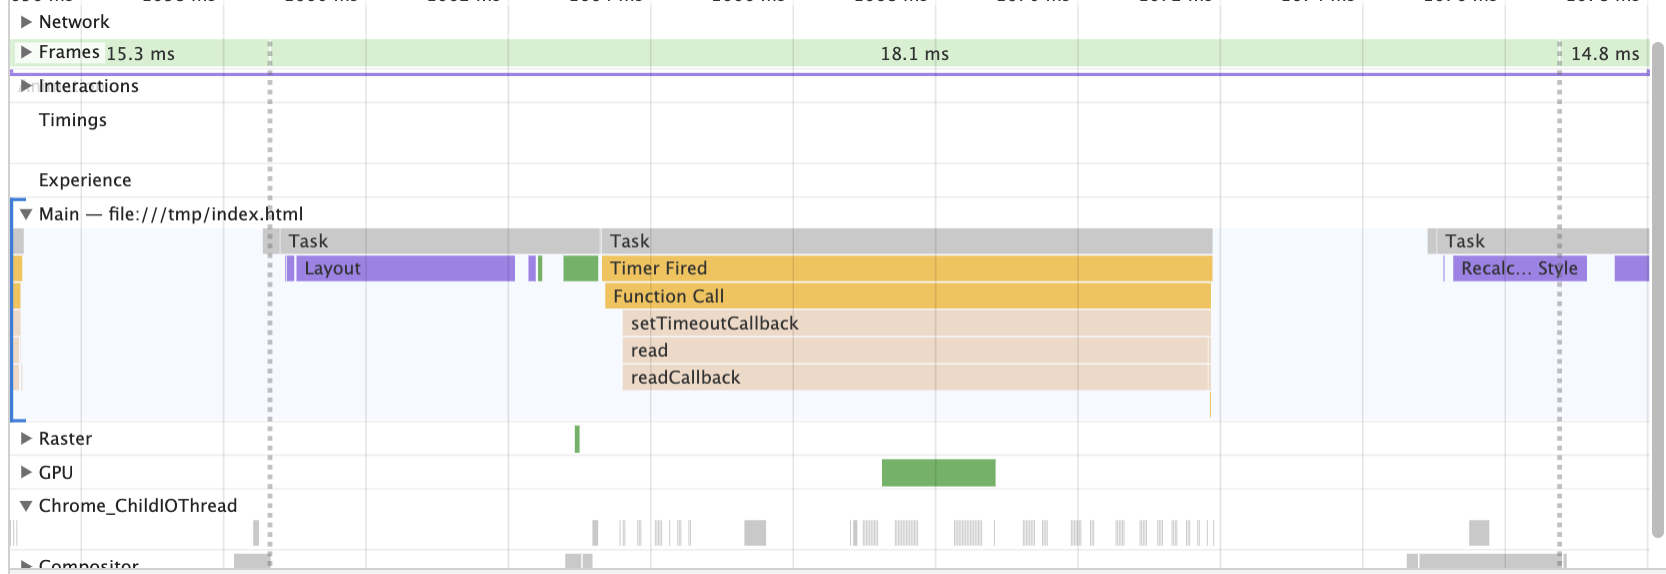 Network
Frames 15.3 ms 18.1 ms 14.8 ms
Interactions
Timings
Experience
Main — file:///tmp/index.html
Task Task Task
Layout Timer Fired Recalc... Style
Function Call
setTimeoutCallback
read
readCallback
Raster
GPU
Chrome_ChildIOThread
Compositor